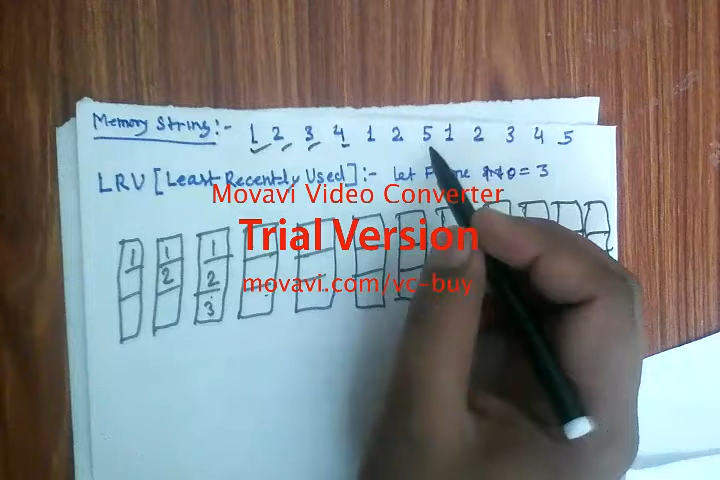 Memory String:- 1 2 3 4 1 2 5 1 2 3 4 5
LRU [Least Recently Used]:- Let Frame No = 3
Movavi Video Converter
Trial Version
movavi.com/vc-buy
1 1 1
2 2
3